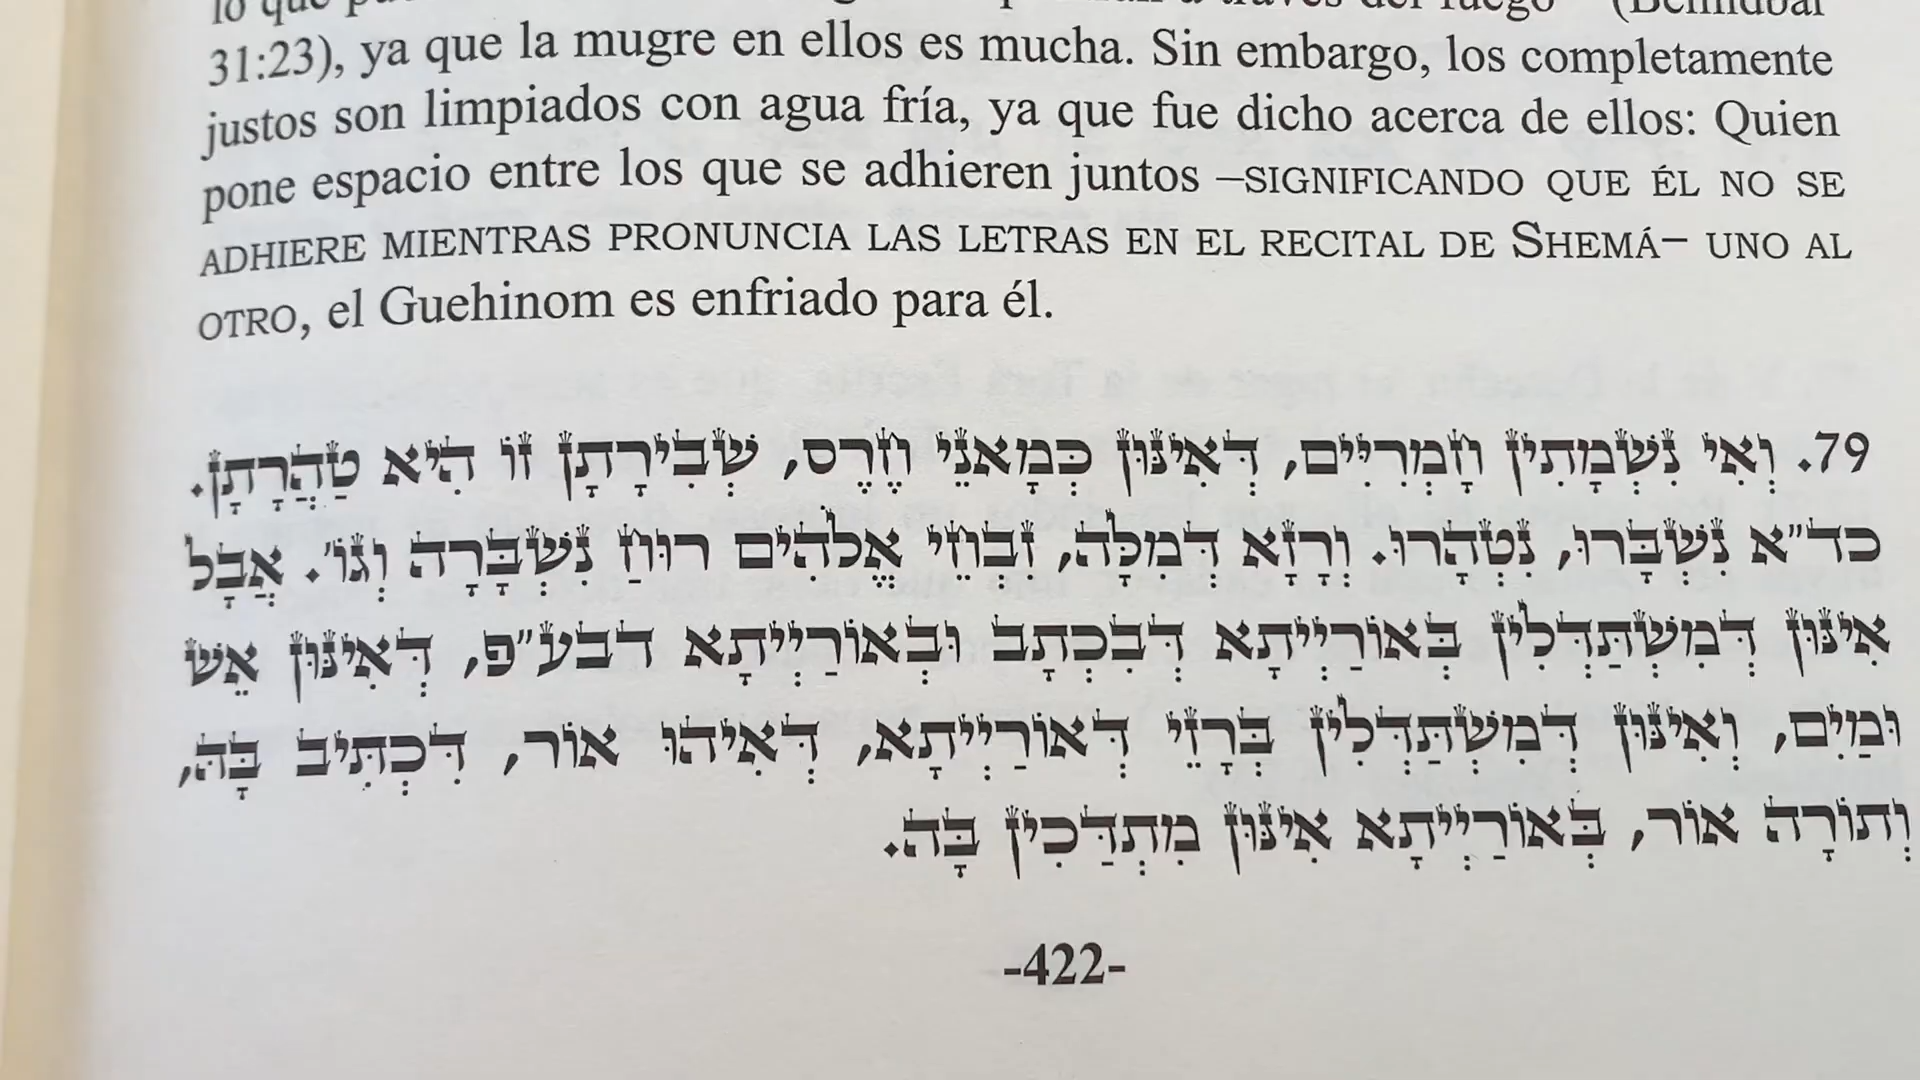 31:23), ya que la mugre en ellos es mucha. Sin embargo, los completamente
justos son limpiados con agua fría, ya que fue dicho acerca de ellos: Quien
pone espacio entre los que se adhieren juntos –SIGNIFICANDO QUE ÉL NO SE
ADHIERE MIENTRAS PRONUNCIA LAS LETRAS EN EL RECITAL DE SHEMÁ– UNO AL
OTRO, el Guehinom es enfriado para él.
79. וְאִי נִשְׁמָתִין חָמְרִיִּים, דְּאִינּוּן כְּמָאנֵי חֶרֶס, שְׁבִירָתָן זוֹ הִיא טַהֲרָתָן.
כד"א נִשְׁבָּרוּ, נִטְהָרוּ. וְרָזָא דְּמִלָּה, זִבְחֵי אֱלֹהִים רוּחַ נִשְׁבָּרָה וְגוֹ'. אֲבָל
אִינּוּן דְּמִשְׁתַּדְּלִין בְּאוֹרַיְיתָא דְּבִכְתָב וּבְאוֹרַיְיתָא דבע"פ, דְּאִינּוּן אֵשׁ
וּמַיִם, וְאִינּוּן דְּמִשְׁתַּדְּלִין בְּרָזֵי דְּאוֹרַיְיתָא, דְּאִיהוּ אוֹר, דִּכְתִּיב בָּהּ,
וְתוֹרָה אוֹר, בְּאוֹרַיְיתָא אִינּוּן מִתְדַּכִין בָּהּ.
-422-